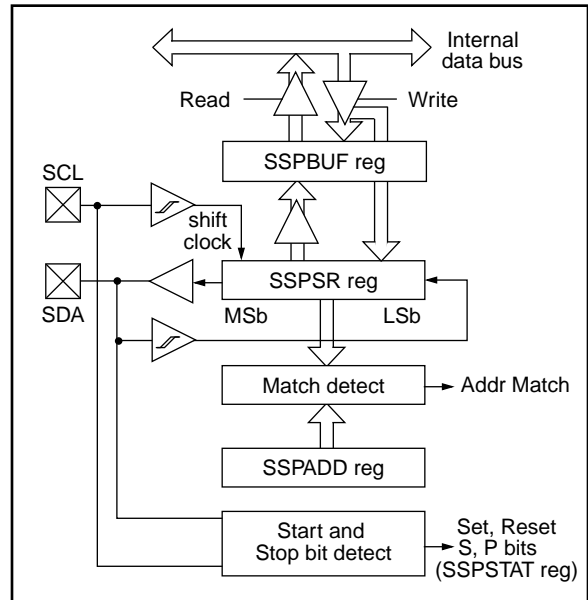 Internal
data bus
Read
Write
SSPBUF reg
SCL
shift
clock
SSPSR reg
SDA
MSb
LSb
Match detect
Addr Match
SSPADD reg
Start and
Stop bit detect
Set, Reset
S, P bits
(SSPSTAT reg)